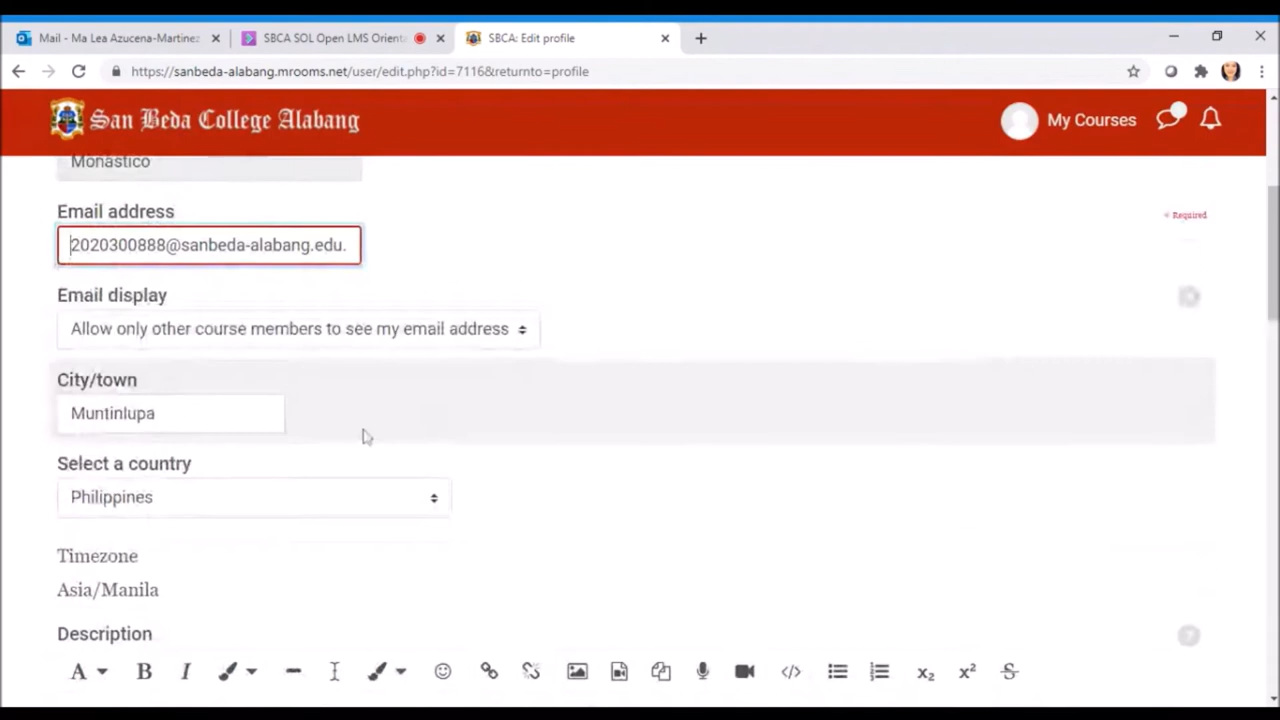 Mail - Ma Lea Azucena-Martinez
SBCA SOL Open LMS Orient
SBCA: Edit profile
https://sanbeda-alabang.mrooms.net/user/edit.php?id=7116&returnto=profile
San Beda College Alabang
My Courses
Monastico
Email address
Required
2020300888@sanbeda-alabang.edu.
Email display
Allow only other course members to see my email address
City/town
Muntinlupa
Select a country
Philippines
Timezone
Asia/Manila
Description
A B I </> x₂ x² S